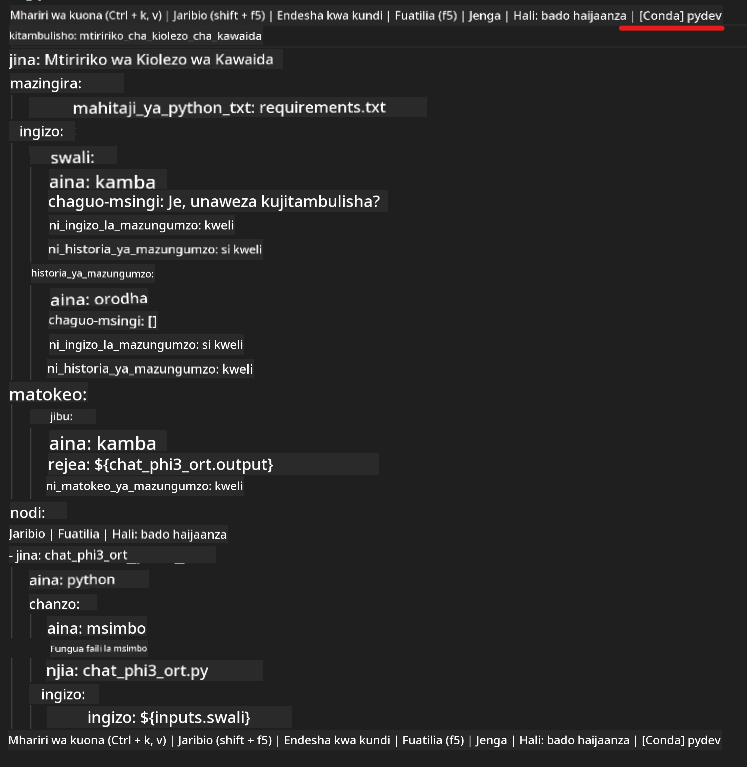 Mhariri wa kuona (Ctrl + k, v) | Jaribio (shift + f5) | Endesha kwa kundi | Fuatilia (f5) | Jenga | Hali: bado haijaanza | [Conda] pydev
kitambulisho: mtiririko_cha_kiolezo_cha_kawaida
jina: Mtiririko wa Kiolezo wa Kawaida
mazingira:
mahitaji_ya_python_txt: requirements.txt
ingizo:
swali:
aina: kamba
chaguo-msingi: Je, unaweza kujitambulisha?
ni_ingizo_la_mazungumzo: kweli
ni_historia_ya_mazungumzo: si kweli
historia_ya_mazungumzo:
aina: orodha
chaguo-msingi: []
ni_ingizo_la_mazungumzo: si kweli
ni_historia_ya_mazungumzo: kweli
matokeo:
jibu:
aina: kamba
rejea: ${chat_phi3_ort.output}
ni_matokeo_ya_mazungumzo: kweli
nodi:
Jaribio | Fuatilia | Hali: bado haijaanza
- jina: chat_phi3_ort
aina: python
chanzo:
aina: msimbo
Fungua faili la msimbo
njia: chat_phi3_ort.py
ingizo:
ingizo: ${inputs.swali}
Mhariri wa kuona (Ctrl + k, v) | Jaribio (shift + f5) | Endesha kwa kundi | Fuatilia (f5) | Jenga | Hali: bado haijaanza | [Conda] pydev